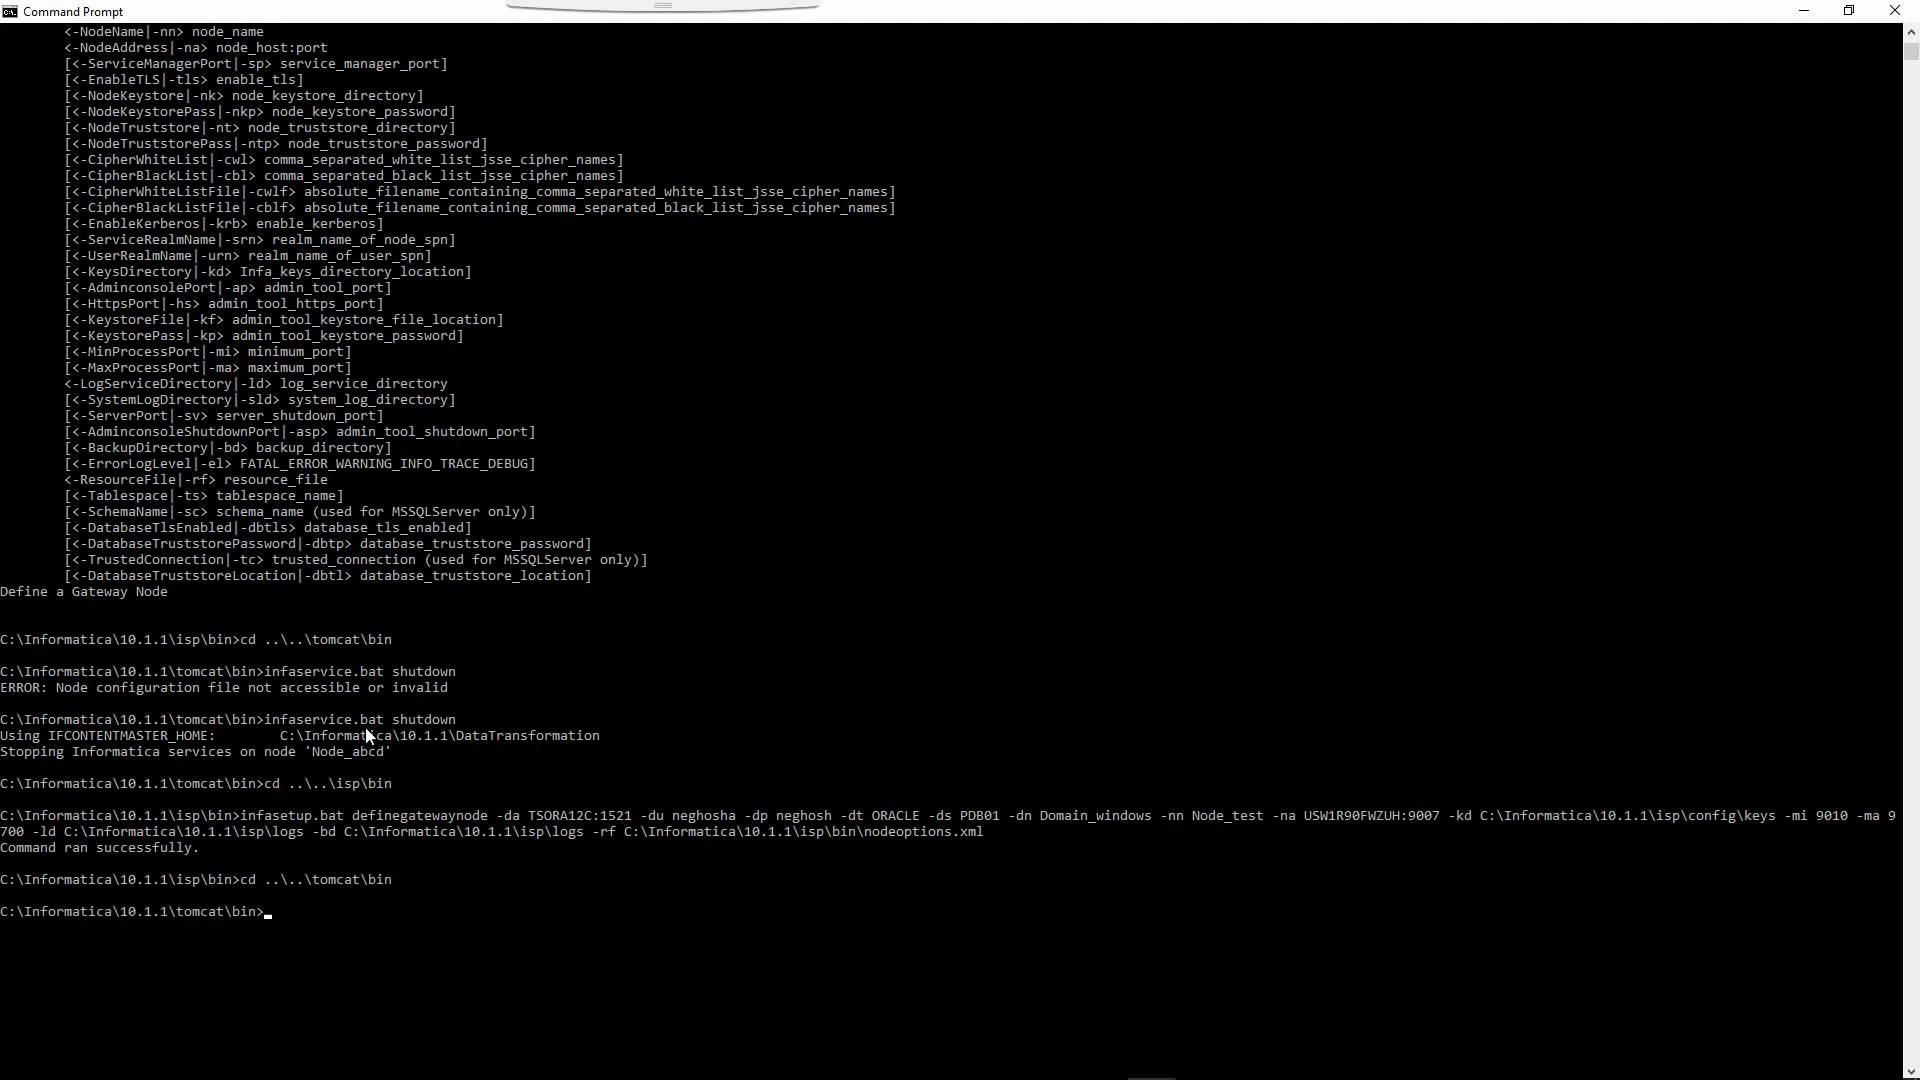 Command Prompt
<-NodeName|-nn> node_name
<-NodeAddress|-na> node_host:port
[<-ServiceManagerPort|-sp> service_manager_port]
[<-EnableTLS|-tls> enable_tls]
[<-NodeKeystore|-nk> node_keystore_directory]
[<-NodeKeystorePass|-nkp> node_keystore_password]
[<-NodeTruststore|-nt> node_truststore_directory]
[<-NodeTruststorePass|-ntp> node_truststore_password]
[<-CipherWhiteList|-cwl> comma_separated_white_list_jsse_cipher_names]
[<-CipherBlackList|-cbl> comma_separated_black_list_jsse_cipher_names]
[<-CipherWhiteListFile|-cwlf> absolute_filename_containing_comma_separated_white_list_jsse_cipher_names]
[<-CipherBlackListFile|-cblf> absolute_filename_containing_comma_separated_black_list_jsse_cipher_names]
[<-EnableKerberos|-krb> enable_kerberos]
[<-ServiceRealmName|-srn> realm_name_of_node_spn]
[<-UserRealmName|-urn> realm_name_of_user_spn]
[<-KeysDirectory|-kd> Infa_keys_directory_location]
[<-AdminconsolePort|-ap> admin_tool_port]
[<-HttpsPort|-hs> admin_tool_https_port]
[<-KeystoreFile|-kf> admin_tool_keystore_file_location]
[<-KeystorePass|-kp> admin_tool_keystore_password]
[<-MinProcessPort|-mi> minimum_port]
[<-MaxProcessPort|-ma> maximum_port]
<-LogServiceDirectory|-ld> log_service_directory
[<-SystemLogDirectory|-sld> system_log_directory]
[<-ServerPort|-sv> server_shutdown_port]
[<-AdminconsoleShutdownPort|-asp> admin_tool_shutdown_port]
[<-BackupDirectory|-bd> backup_directory]
[<-ErrorLogLevel|-el> FATAL_ERROR_WARNING_INFO_TRACE_DEBUG]
<-ResourceFile|-rf> resource_file
[<-Tablespace|-ts> tablespace_name]
[<-SchemaName|-sc> schema_name (used for MSSQLServer only)]
[<-DatabaseTlsEnabled|-dbtls> database_tls_enabled]
[<-DatabaseTruststorePassword|-dbtp> database_truststore_password]
[<-TrustedConnection|-tc> trusted_connection (used for MSSQLServer only)]
[<-DatabaseTruststoreLocation|-dbtl> database_truststore_location]
Define a Gateway Node
C:\Informatica\10.1.1\isp\bin>cd ..\..\tomcat\bin
C:\Informatica\10.1.1\tomcat\bin>infaservice.bat shutdown
ERROR: Node configuration file not accessible or invalid
C:\Informatica\10.1.1\tomcat\bin>infaservice.bat shutdown
Using IFCONTENTMASTER_HOME:        C:\Informatica\10.1.1\DataTransformation
Stopping Informatica services on node 'Node_abcd'
C:\Informatica\10.1.1\tomcat\bin>cd ..\..\isp\bin
C:\Informatica\10.1.1\isp\bin>infasetup.bat definegatewaynode -da TSORA12C:1521 -du neghosha -dp neghosh -dt ORACLE -ds PDB01 -dn Domain_windows -nn Node_test -na USW1R90FWZUH:9007 -kd C:\Informatica\10.1.1\isp\config\keys -mi 9010 -ma 9
700 -ld C:\Informatica\10.1.1\isp\logs -bd C:\Informatica\10.1.1\isp\logs -rf C:\Informatica\10.1.1\isp\bin\nodeoptions.xml
Command ran successfully.
C:\Informatica\10.1.1\isp\bin>cd ..\..\tomcat\bin
C:\Informatica\10.1.1\tomcat\bin>